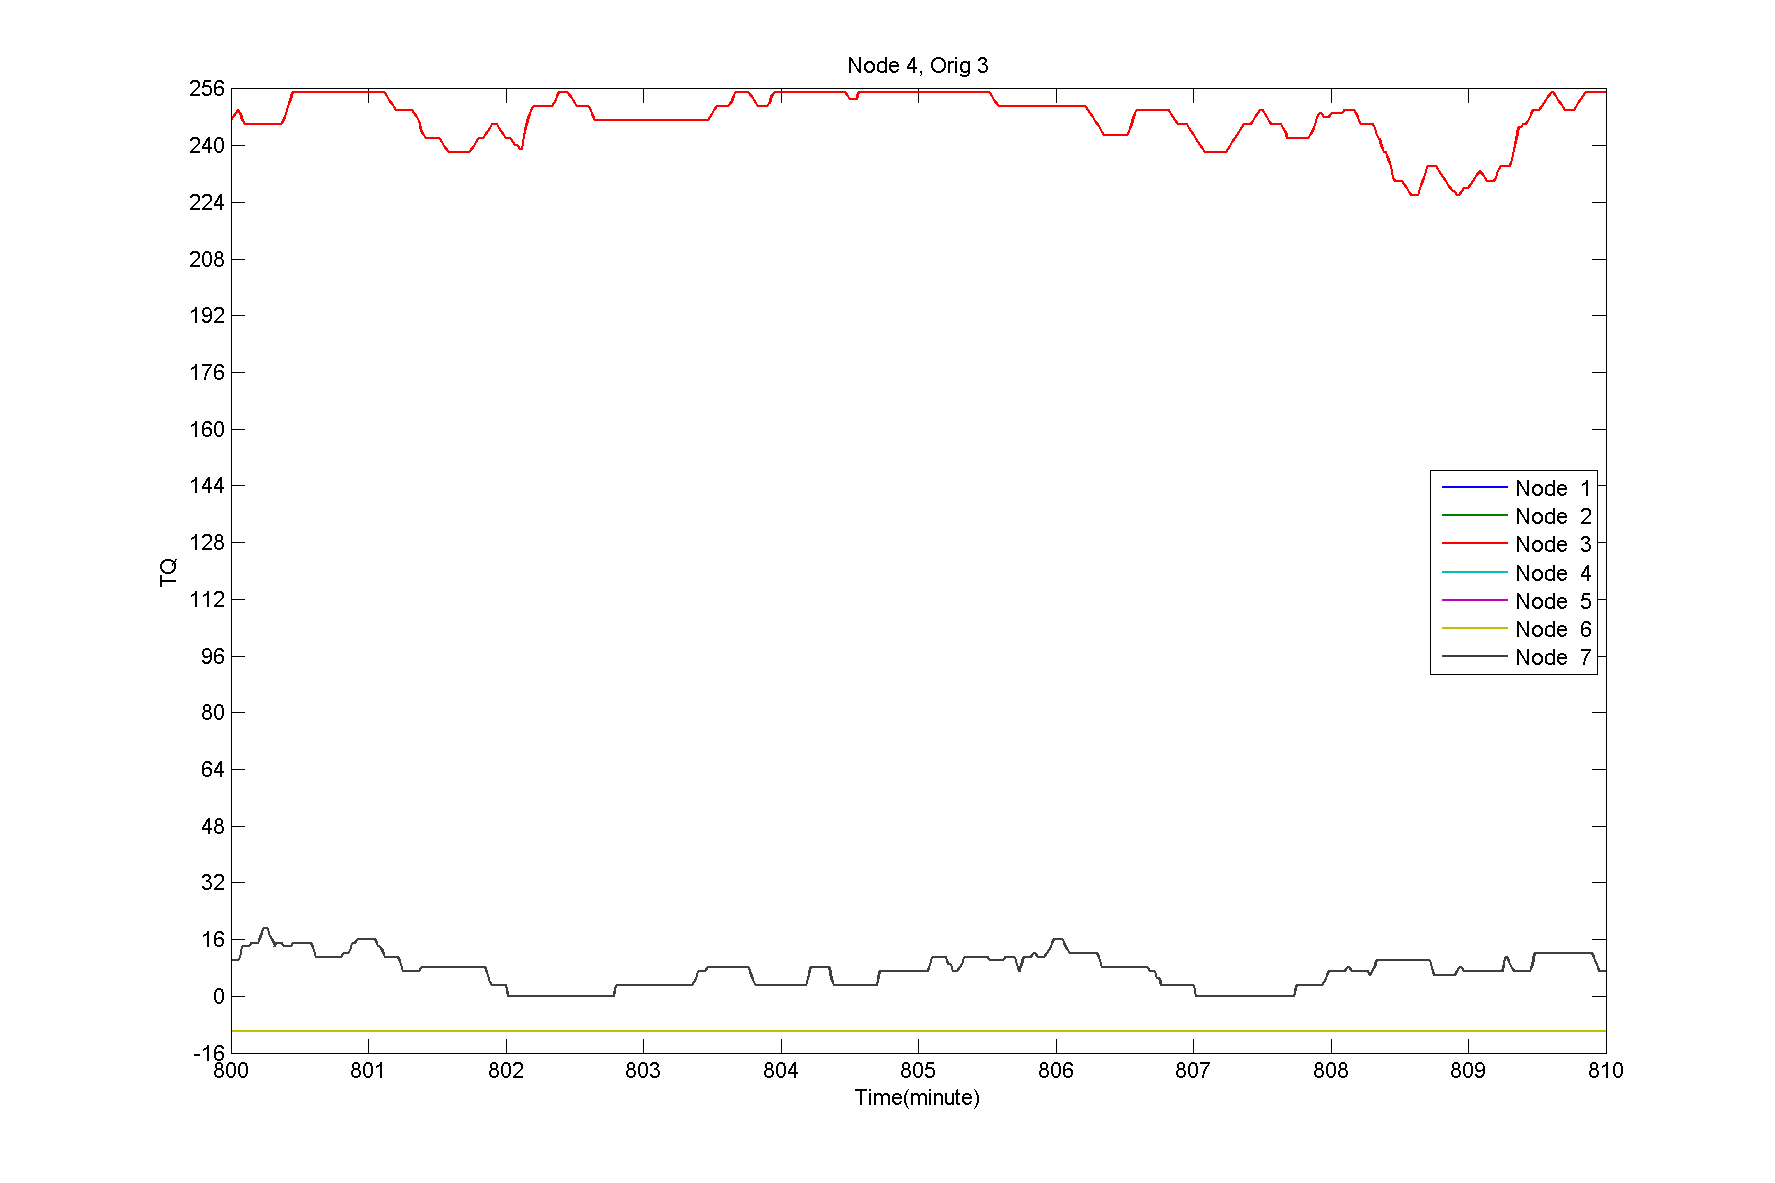 Node 4, Orig 3
256
240
224
208
192
176
160
144
128
112
96
80
64
48
32
16
0
-16
TQ
Node 1
Node 2
Node 3
Node 4
Node 5
Node 6
Node 7
800 801 802 803 804 805 806 807 808 809 810
Time(minute)